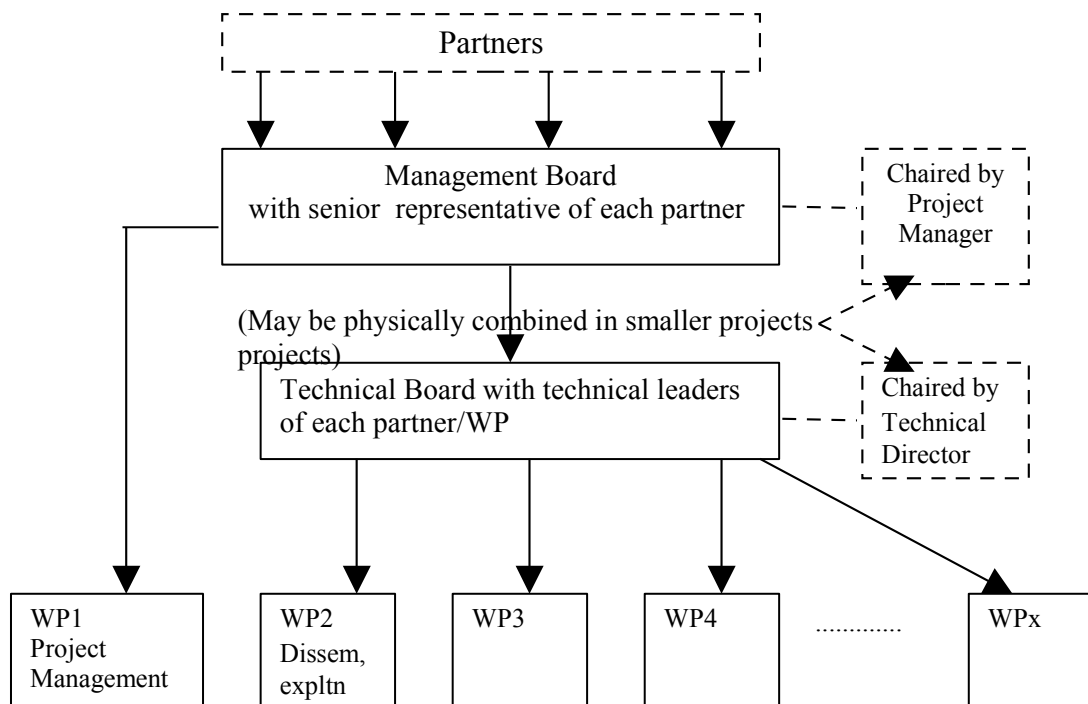 Partners
Management Board
with senior representative of each partner
Chaired by
Project
Manager
(May be physically combined in smaller projects
projects)
Technical Board with technical leaders
of each partner/WP
Chaired by
Technical
Director
WP1
Project
Management
WP2
Dissem,
expltn
WP3
WP4
.............
WPx